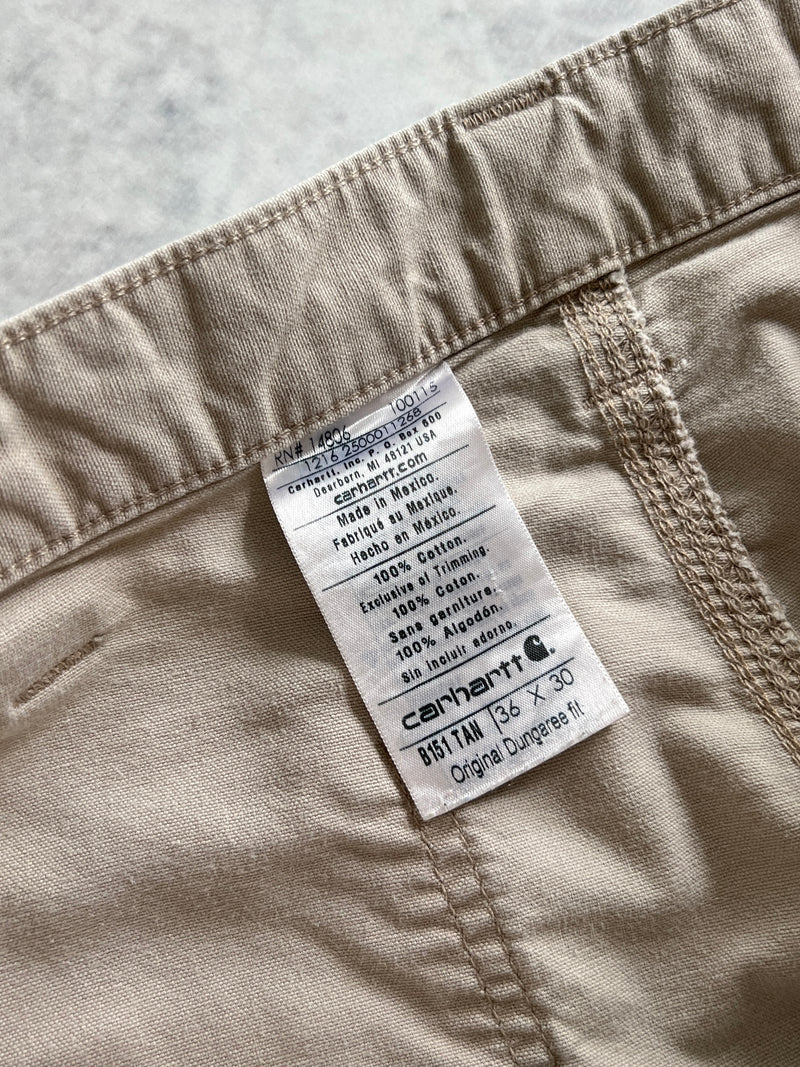 RN# 14806 10011S
1216 2500011268
Carhartt, Inc. P. O. Box 600
Dearborn, MI 48121 USA
carhartt.com
Made in Mexico.
Fabriqué au Mexique.
Hecho en México.
100% Cotton.
Exclusive of Trimming.
100% Coton.
Sans garniture.
100% Algodón.
Sin incluir adorno.
carhartt.
B151 TAN 36 X 30
Original Dungaree fit